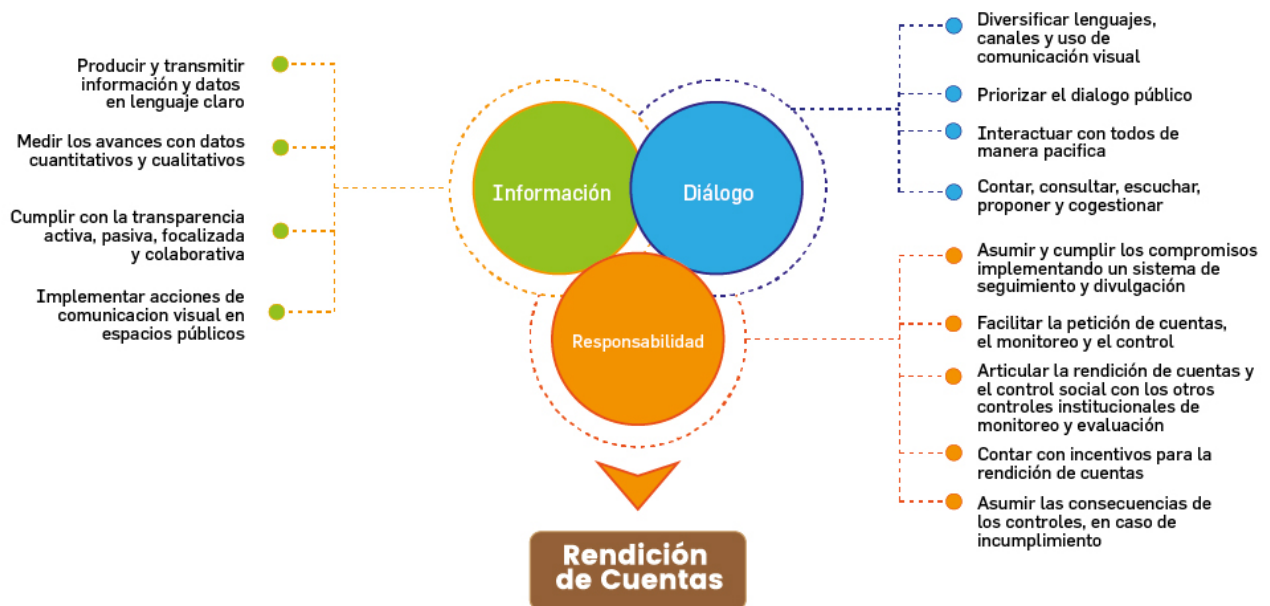 Producir y transmitir
información y datos
en lenguaje claro
Medir los avances con datos
cuantitativos y cualitativos
Cumplir con la transparencia
activa, pasiva, focalizada
y colaborativa
Implementar acciones de
comunicacion visual en
espacios públicos
Información
Diálogo
Responsabilidad
Diversificar lenguajes,
canales y uso de
comunicación visual
Priorizar el dialogo público
Interactuar con todos de
manera pacifica
Contar, consultar, escuchar,
proponer y cogestionar
Asumir y cumplir los compromisos
implementando un sistema de
seguimiento y divulgación
Facilitar la petición de cuentas,
el monitoreo y el control
Articular la rendición de cuentas y
el control social con los otros
controles institucionales de
monitoreo y evaluación
Contar con incentivos para la
rendición de cuentas
Asumir las consecuencias de
los controles, en caso de
incumplimiento
Rendición
de Cuentas